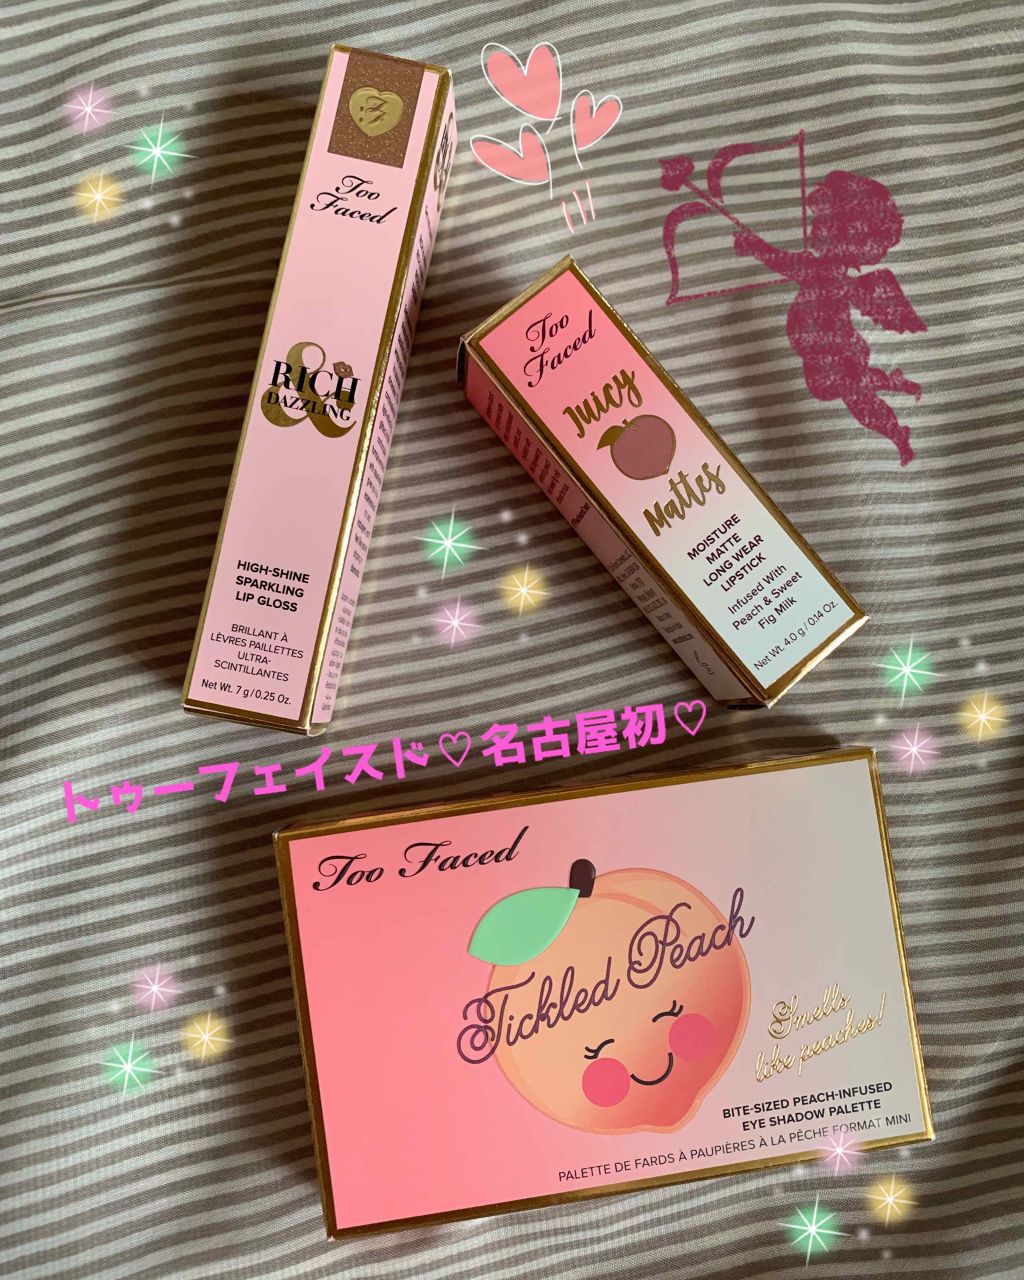 Too
Faced
RICH
&
DAZZLING
HIGH-SHINE
SPARKLING
LIP GLOSS
BRILLANT À
LÈVRES PAILLETTES
ULTRA-
SCINTILLANTES
Net Wt. 7 g/0.25 Oz.
Too
Faced
Juicy
Mattes
MOISTURE
MATTE
LONG WEAR
LIPSTICK
Infused With
Peach & Sweet
Fig Milk
Net Wt. 4.0 g/0.14 Oz.
トゥーフェイスド♡名古屋初♡
Too Faced
Tickled Peach
Smells
like peaches!
BITE-SIZED PEACH-INFUSED
EYE SHADOW PALETTE
PALETTE DE FARDS À PAUPIÈRES À LA PÊCHE FORMAT MINI